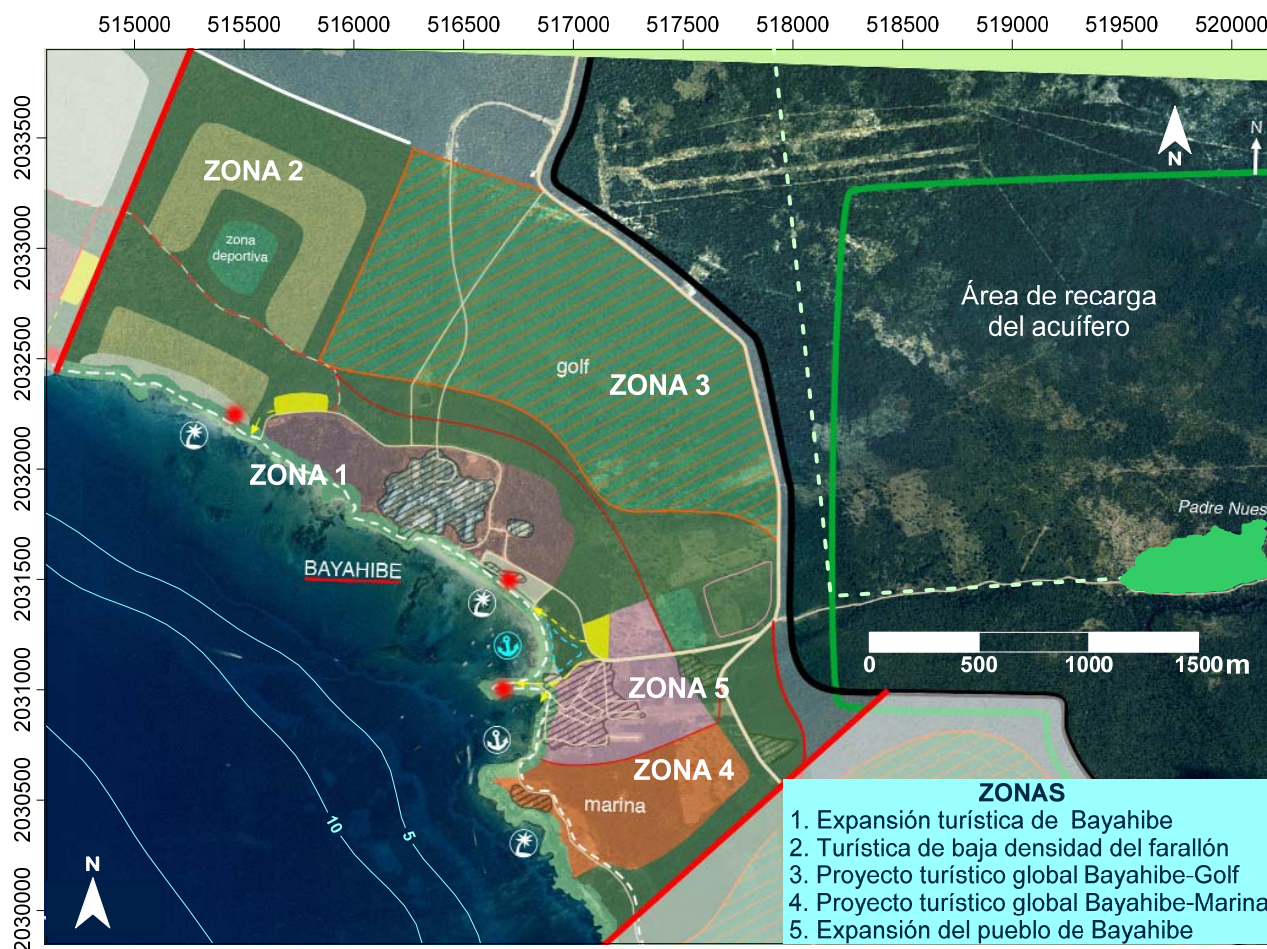 515000 515500 516000 516500 517000 517500 518000 518500 519000 519500 520000
2033500
2033000
2032500
2032000
2031500
2031000
2030500
2030000
N
N
ZONA 2
zona
deportiva
Área de recarga
del acuífero
golf
ZONA 3
ZONA 1
Padre Nues
BAYAHIBE
0 500 1000 1500 m
ZONA 5
ZONA 4
marina
10
5
N
ZONAS
1. Expansión turística de Bayahibe
2. Turística de baja densidad del farallón
3. Proyecto turístico global Bayahibe-Golf
4. Proyecto turístico global Bayahibe-Marina
5. Expansión del pueblo de Bayahibe